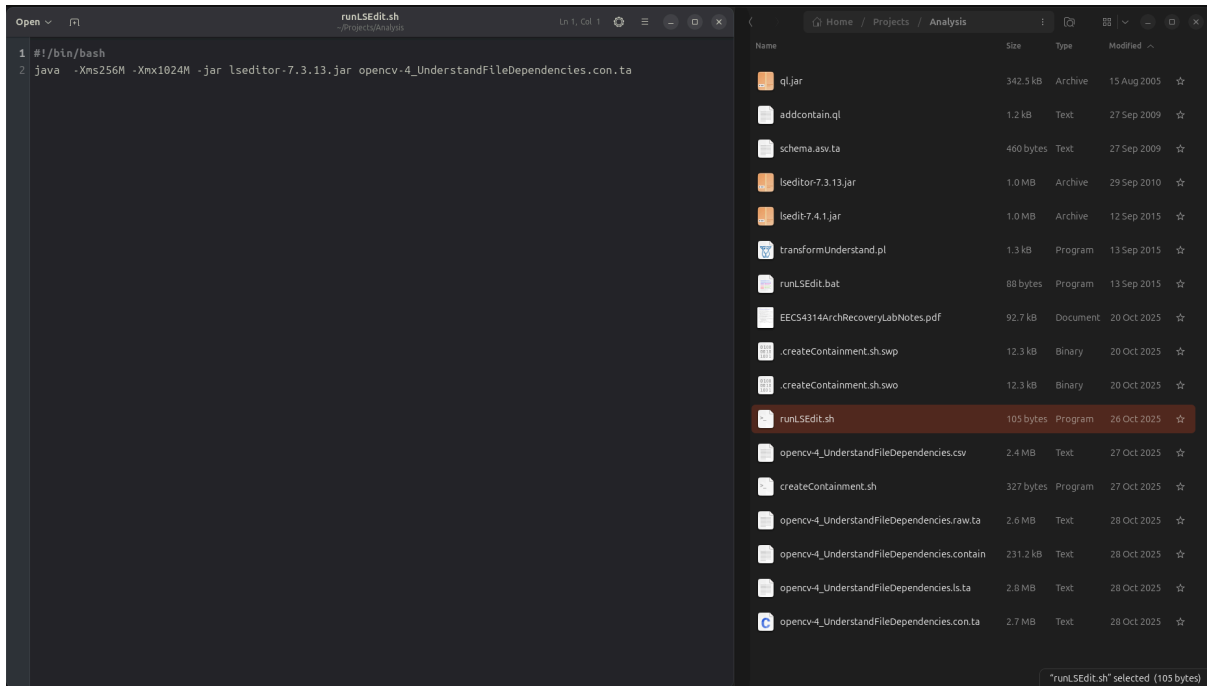 Open
runLSEdit.sh
~/Projects/Analysis
Ln 1, Col 1
1 #!/bin/bash
2 java  -Xms256M -Xmx1024M -jar lseditor-7.3.13.jar opencv-4_UnderstandFileDependencies.con.ta
Home / Projects / Analysis
Name Size Type Modified
ql.jar 342.5 kB Archive 15 Aug 2005
addcontain.ql 1.2 kB Text 27 Sep 2009
schema.asv.ta 460 bytes Text 27 Sep 2009
lseditor-7.3.13.jar 1.0 MB Archive 29 Sep 2010
lsedit-7.4.1.jar 1.0 MB Archive 12 Sep 2015
transformUnderstand.pl 1.3 kB Program 13 Sep 2015
runLSEdit.bat 88 bytes Program 13 Sep 2015
EECS4314ArchRecoveryLabNotes.pdf 92.7 kB Document 20 Oct 2025
.createContainment.sh.swp 12.3 kB Binary 20 Oct 2025
.createContainment.sh.swo 12.3 kB Binary 20 Oct 2025
runLSEdit.sh 105 bytes Program 26 Oct 2025
opencv-4_UnderstandFileDependencies.csv 2.4 MB Text 27 Oct 2025
createContainment.sh 327 bytes Program 27 Oct 2025
opencv-4_UnderstandFileDependencies.raw.ta 2.6 MB Text 28 Oct 2025
opencv-4_UnderstandFileDependencies.contain 231.2 kB Text 28 Oct 2025
opencv-4_UnderstandFileDependencies.ls.ta 2.8 MB Text 28 Oct 2025
opencv-4_UnderstandFileDependencies.con.ta 2.7 MB Text 28 Oct 2025
"runLSEdit.sh" selected (105 bytes)